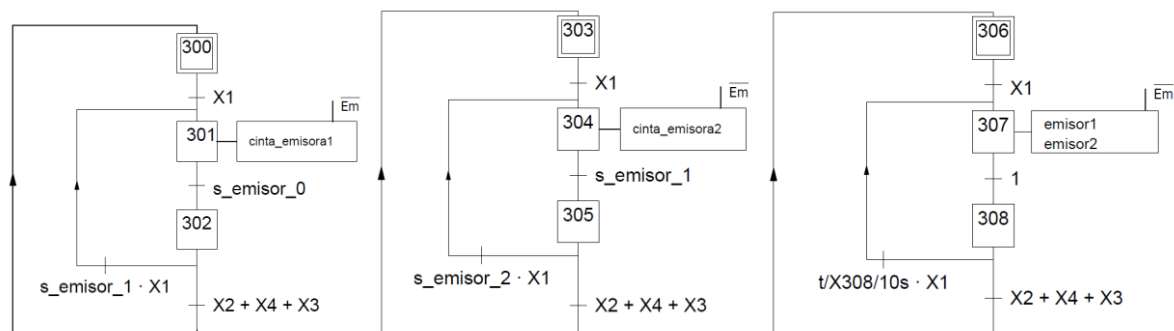 300
X1
Em
301
cinta_emisora1
s_emisor_0
302
s_emisor_1 · X1
X2 + X4 + X3
303
X1
Em
304
cinta_emisora2
s_emisor_1
305
s_emisor_2 · X1
X2 + X4 + X3
306
X1
Em
307
emisor1
emisor2
1
308
t/X308/10s · X1
X2 + X4 + X3